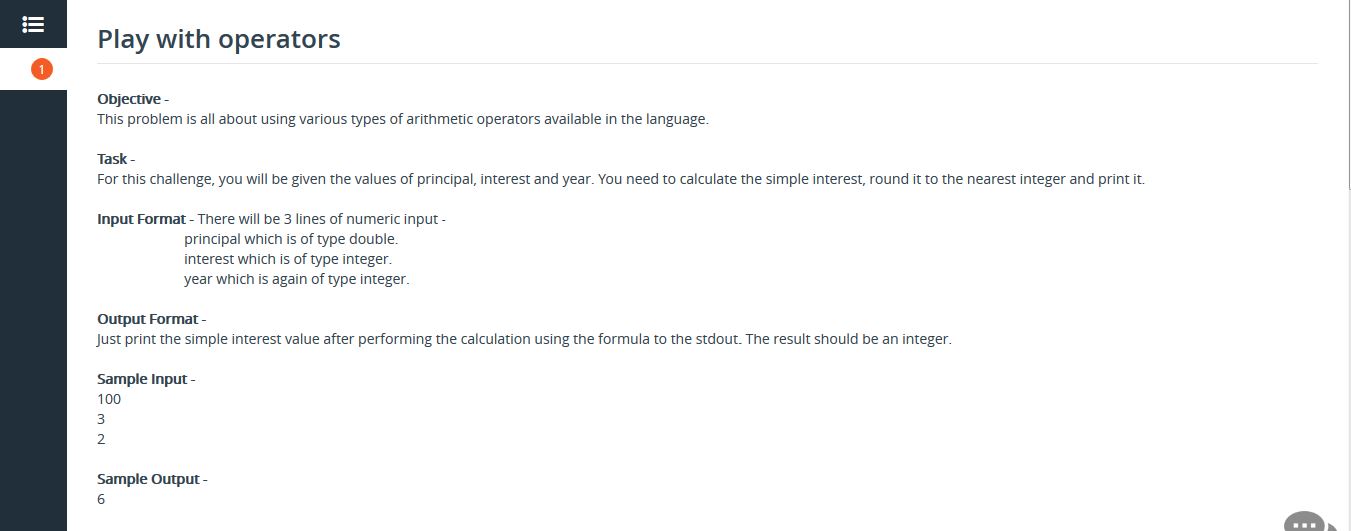 1
Play with operators
Objective -
This problem is all about using various types of arithmetic operators available in the language.
Task -
For this challenge, you will be given the values of principal, interest and year. You need to calculate the simple interest, round it to the nearest integer and print it.
Input Format - There will be 3 lines of numeric input -
principal which is of type double.
interest which is of type integer.
year which is again of type integer.
Output Format -
Just print the simple interest value after performing the calculation using the formula to the stdout. The result should be an integer.
Sample Input -
100
3
2
Sample Output -
6